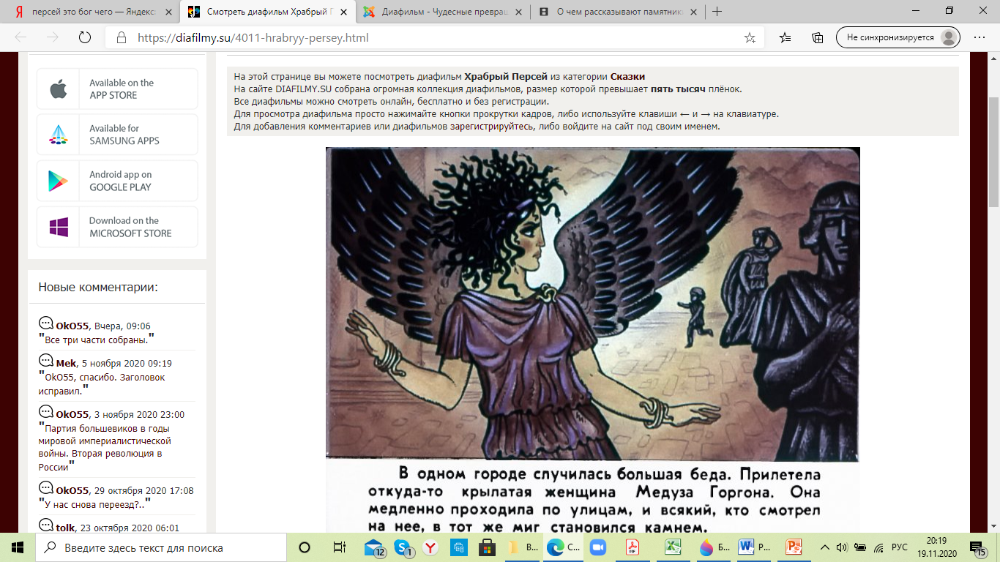 персей это бог чего — Яндекс
Смотреть диафильм Храбрый П
Диафильм - Чудесные превращ
О чем рассказывают памятник
https://diafilmy.su/4011-hrabryy-persey.html
Не синхронизируется
Available on the
APP STORE
Available for
SAMSUNG APPS
Android app on
GOOGLE PLAY
Download on the
MICROSOFT STORE
Новые комментарии:
OkO55, Вчера, 09:06
"Все три части собраны."
Mek, 5 ноября 2020 09:19
"OkO55, спасибо. Заголовок
исправил."
OkO55, 3 ноября 2020 23:00
"Партия большевиков в годы
мировой империалистической
войны. Вторая революция в
России"
OkO55, 29 октября 2020 17:08
"У нас снова переезд?.."
tolk, 23 октября 2020 06:01
На этой странице вы можете посмотреть диафильм Храбрый Персей из категории Сказки
На сайте DIAFILMY.SU собрана огромная коллекция диафильмов, размер которой превышает пять тысяч плёнок.
Все диафильмы можно смотреть онлайн, бесплатно и без регистрации.
Для просмотра диафильма просто нажимайте кнопки прокрутки кадров, либо используйте клавиши ← и → на клавиатуре.
Для добавления комментариев или диафильмов зарегистрируйтесь, либо войдите на сайт под своим именем.
В одном городе случилась большая беда. Прилетела
откуда-то крылатая женщина Медуза Горгона. Она
медленно проходила по улицам, и всякий, кто смотрел
на нее, в тот же миг становился камнем.
Введите здесь текст для поиска
12
1
В...
С...
Б...
Р...
P...
РУС
20:19
19.11.2020
15